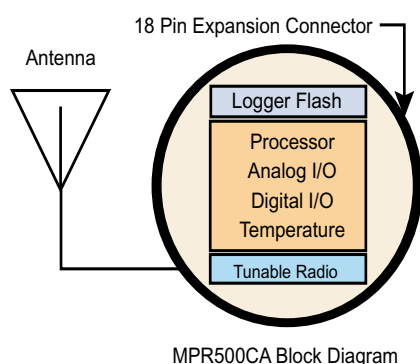 18 Pin Expansion Connector
Antenna
Logger Flash
Processor
Analog I/O
Digital I/O
Temperature
Tunable Radio
MPR500CA Block Diagram